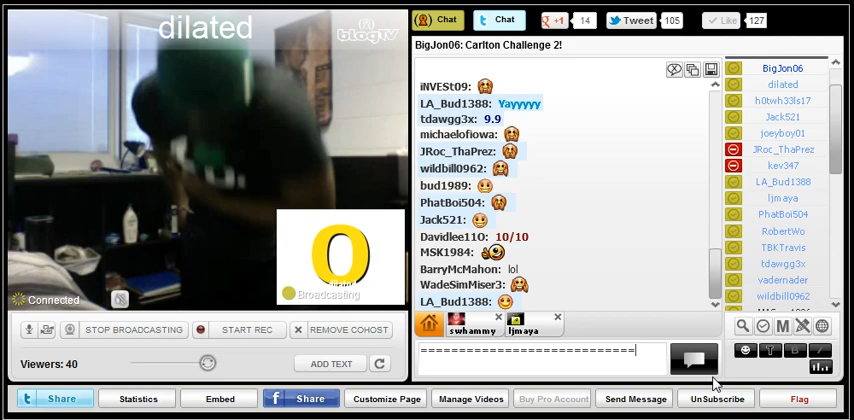 dilated
blogTV
Connected
O
Broadcasting
STOP BROADCASTING
START REC
REMOVE COHOST
Viewers: 40
ADD TEXT
Chat
Chat
+1
14
Tweet
105
Like
127
BigJon06: Carlton Challenge 2!
iNVESt09:
LA_Bud1388: Yayyyyy
tdawgg3x: 9.9
michaelofiowa:
JRoc_ThaPrez:
wildbill0962:
bud1989:
PhatBoi504:
Jack521:
Davidlee11O: 10/10
MSK1984:
BarryMcMahon: lol
WadeSimMiser3:
LA_Bud1388:
swhammy
ljmaya
===========================
BigJon06
dilated
h0twh33ls17
Jack521
joeyboy01
JRoc_ThaPrez
kev347
LA_Bud1388
ljmaya
PhatBoi504
RobertWo
TBKTravis
tdawgg3x
vadernader
wildbill0962
Share
Statistics
Embed
Share
Customize Page
Manage Videos
Buy Pro Account
Send Message
UnSubscribe
Flag